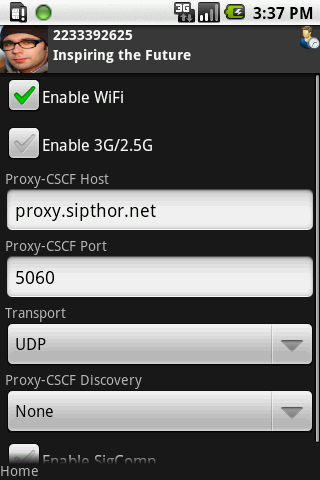 3G
3:37 PM
2233392625
Inspiring the Future
Enable WiFi
Enable 3G/2.5G
Proxy-CSCF Host
proxy.sipthor.net
Proxy-CSCF Port
5060
Transport
UDP
Proxy-CSCF Discovery
None
Enable SigComp
Home